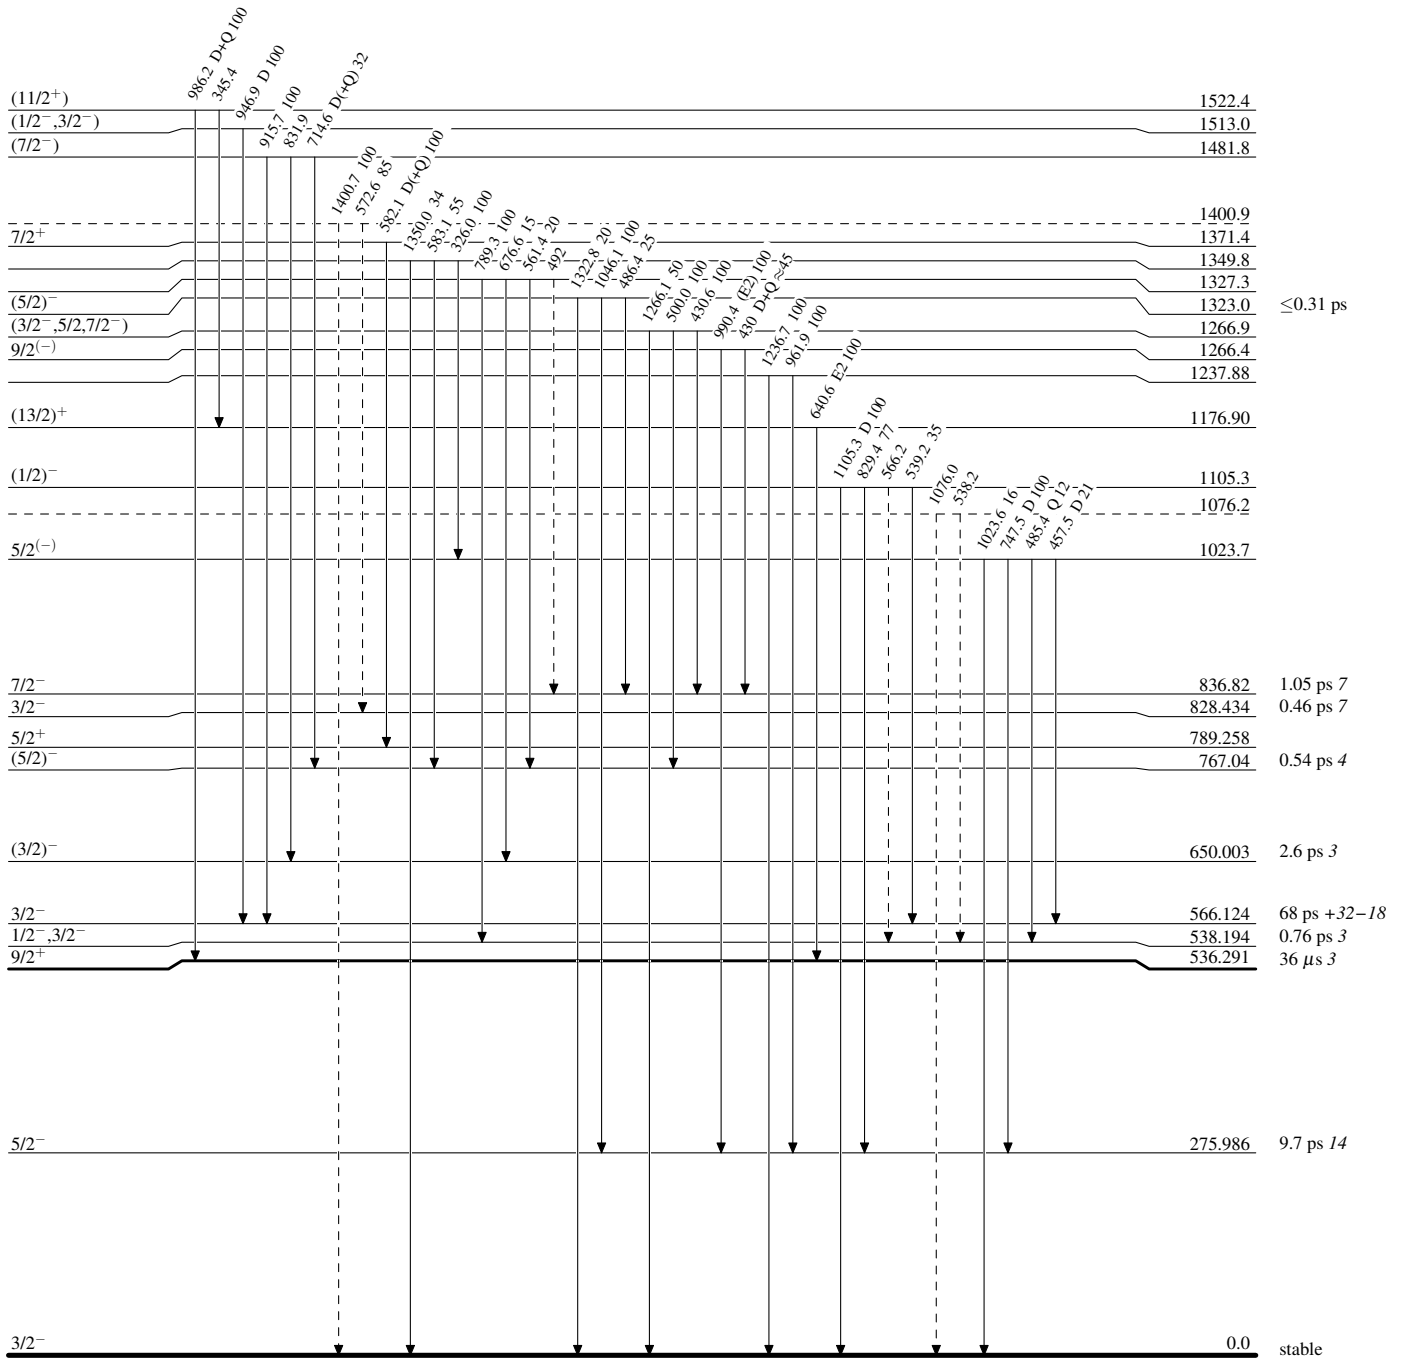 986.2 D+Q 100
345.4
946.9 D 100
915.7 100
831.9
714.6 D(+Q) 32
1400.7 100
572.6 85
582.1 D(+Q) 100
1350.0 34
583.1 55
326.0 100
789.3 100
676.6 15
561.4 20
492
1322.8 20
1046.1 100
486.4 25
1266.1 50
500.0 100
430.6 100
990.4 (E2) 100
430 D+Q ≈45
1236.7 100
961.9 100
640.6 E2 100
1105.3 D 100
829.4 77
566.2
539.2 35
1076.0
538.2
1023.6 16
747.5 D 100
485.4 Q 12
457.5 D 21
(11/2⁺) 1522.4
(1/2⁻,3/2⁻) 1513.0
(7/2⁻) 1481.8
1400.9
7/2⁺ 1371.4
1349.8
1327.3
(5/2)⁻ 1323.0 ≤0.31 ps
(3/2⁻,5/2,7/2⁻) 1266.9
9/2⁽⁻⁾ 1266.4
1237.88
(13/2)⁺ 1176.90
(1/2)⁻ 1105.3
1076.2
5/2⁽⁻⁾ 1023.7
7/2⁻ 836.82 1.05 ps 7
3/2⁻ 828.434 0.46 ps 7
5/2⁺ 789.258
(5/2)⁻ 767.04 0.54 ps 4
(3/2)⁻ 650.003 2.6 ps 3
3/2⁻ 566.124 68 ps +32−18
1/2⁻,3/2⁻ 538.194 0.76 ps 3
9/2⁺ 536.291 36 μs 3
5/2⁻ 275.986 9.7 ps 14
3/2⁻ 0.0 stable